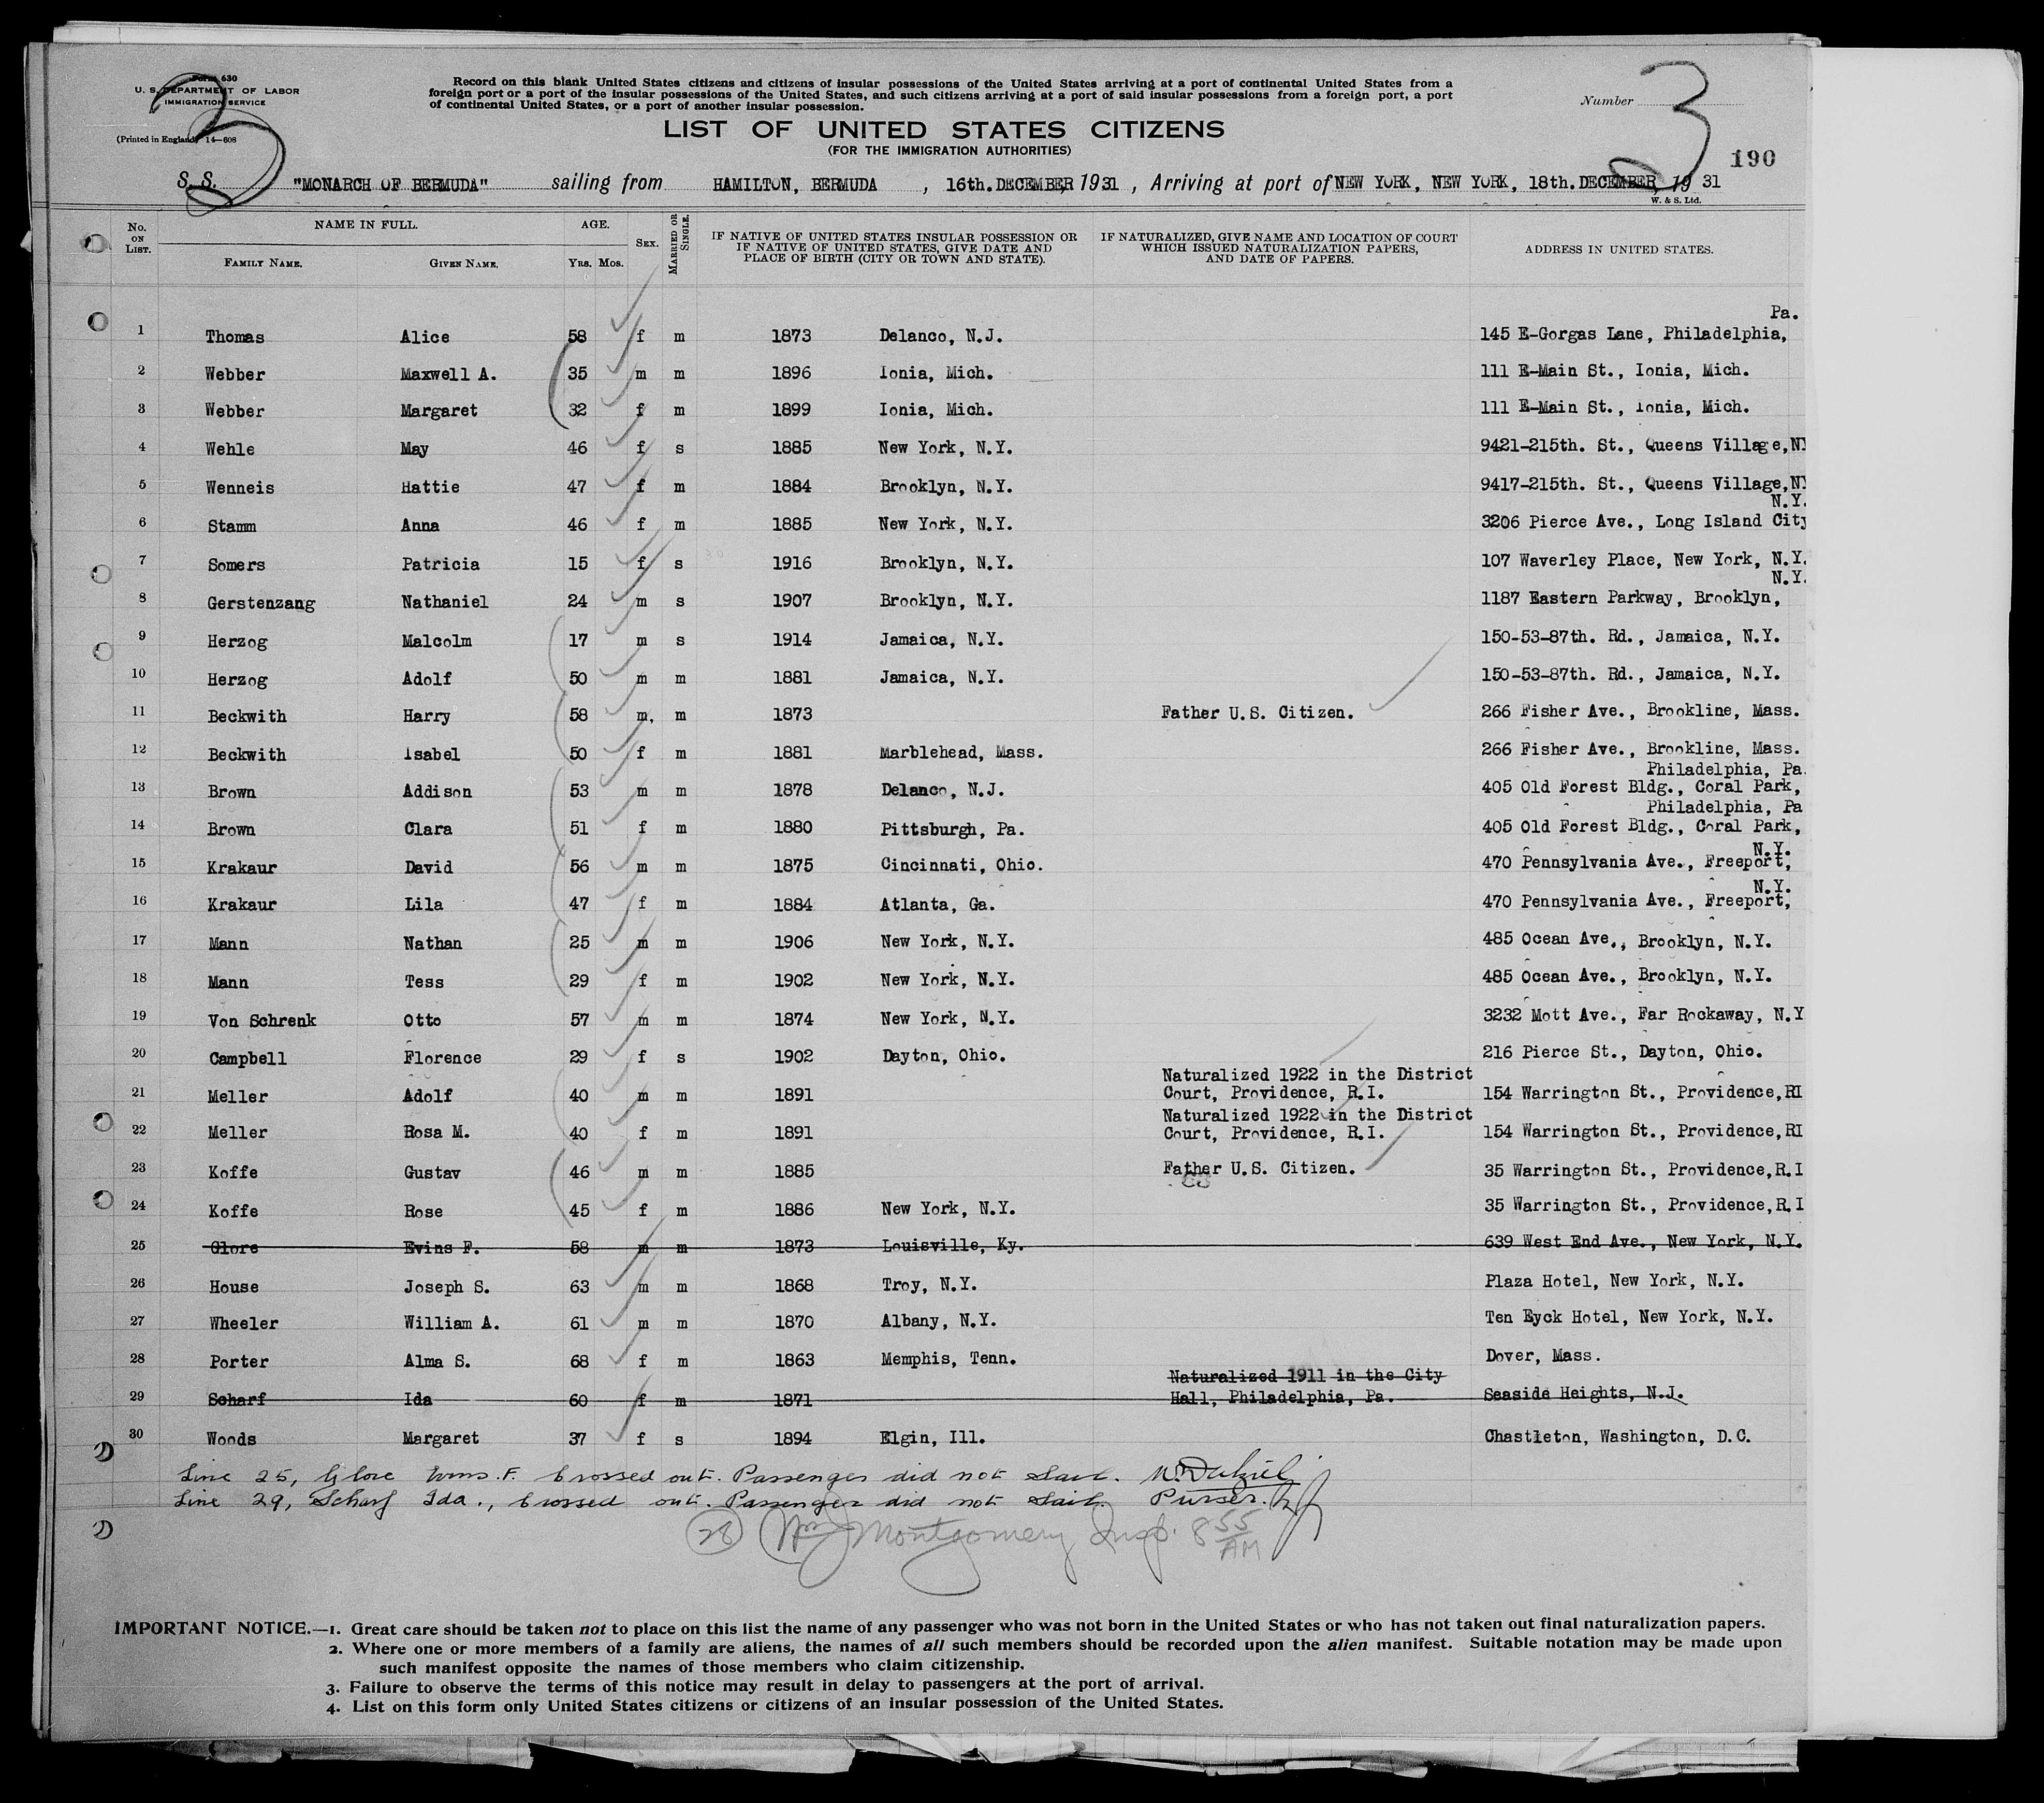 Form 630
U. S. DEPARTMENT OF LABOR
IMMIGRATION SERVICE
(Printed in England) 14—608
3
Record on this blank United States citizens and citizens of insular possessions of the United States arriving at a port of continental United States from a
foreign port or a port of the insular possessions of the United States, and such citizens arriving at a port of said insular possessions from a foreign port, a port
of continental United States, or a port of another insular possession.
Number 3
LIST OF UNITED STATES CITIZENS
(FOR THE IMMIGRATION AUTHORITIES)
190
S. S. "MONARCH OF BERMUDA" sailing from HAMILTON, BERMUDA, 16th. DECEMBER, 1931, Arriving at port of NEW YORK, NEW YORK, 18th. DECEMBER, 19 31
W. & S. Ltd.
No. ON LIST. NAME IN FULL. FAMILY NAME. GIVEN NAME. AGE. YRS. MOS. SEX. MARRIED OR SINGLE. IF NATIVE OF UNITED STATES INSULAR POSSESSION OR IF NATIVE OF UNITED STATES, GIVE DATE AND PLACE OF BIRTH (CITY OR TOWN AND STATE). IF NATURALIZED, GIVE NAME AND LOCATION OF COURT WHICH ISSUED NATURALIZATION PAPERS, AND DATE OF PAPERS. ADDRESS IN UNITED STATES.
Pa.
1 Thomas Alice 58 f m 1873 Delanco, N.J. 145 E-Gorgas Lane, Philadelphia,
2 Webber Maxwell A. 35 m m 1896 Ionia, Mich. 111 E-Main St., Ionia, Mich.
3 Webber Margaret 32 f m 1899 Ionia, Mich. 111 E-Main St., Ionia, Mich.
4 Wehle May 46 f s 1885 New York, N.Y. 9421-215th. St., Queens Village, NY
5 Wenneis Hattie 47 f m 1884 Brooklyn, N.Y. 9417-215th. St., Queens Village, NY
N.Y.
6 Stamm Anna 46 f m 1885 New York, N.Y. 3206 Pierce Ave., Long Island City
7 Somers Patricia 15 f s 1916 Brooklyn, N.Y. 107 Waverley Place, New York, N.Y.
N.Y.
8 Gerstenzang Nathaniel 24 m s 1907 Brooklyn, N.Y. 1187 Eastern Parkway, Brooklyn,
9 Herzog Malcolm 17 m s 1914 Jamaica, N.Y. 150-53-87th. Rd., Jamaica, N.Y.
10 Herzog Adolf 50 m m 1881 Jamaica, N.Y. 150-53-87th. Rd., Jamaica, N.Y.
11 Beckwith Harry 58 m. m 1873 Father U.S. Citizen. 266 Fisher Ave., Brookline, Mass.
12 Beckwith Isabel 50 f m 1881 Marblehead, Mass. 266 Fisher Ave., Brookline, Mass.
Philadelphia, Pa.
13 Brown Addison 53 m m 1878 Delanco, N.J. 405 Old Forest Bldg., Coral Park,
Philadelphia, Pa
14 Brown Clara 51 f m 1880 Pittsburgh, Pa. 405 Old Forest Bldg., Coral Park,
N.Y.
15 Krakaur David 56 m m 1875 Cincinnati, Ohio. 470 Pennsylvania Ave., Freeport,
N.Y.
16 Krakaur Lila 47 f m 1884 Atlanta, Ga. 470 Pennsylvania Ave., Freeport,
17 Mann Nathan 25 m m 1906 New York, N.Y. 485 Ocean Ave., Brooklyn, N.Y.
18 Mann Tess 29 f m 1902 New York, N.Y. 485 Ocean Ave., Brooklyn, N.Y.
19 Von Schrenk Otto 57 m m 1874 New York, N.Y. 3232 Mott Ave., Far Rockaway, N.Y
20 Campbell Florence 29 f s 1902 Dayton, Ohio. 216 Pierce St., Dayton, Ohio.
Naturalized 1922 in the District
21 Meller Adolf 40 m m 1891 Court, Providence, R.I. 154 Warrington St., Providence, RI
Naturalized 1922 in the District
22 Meller Rosa M. 40 f m 1891 Court, Providence, R.I. 154 Warrington St., Providence, RI
23 Koffe Gustav 46 m m 1885 Father U.S. Citizen. 35 Warrington St., Providence, R.I
24 Koffe Rose 45 f m 1886 New York, N.Y. 35 Warrington St., Providence, R.I
25 Glore Evins F. 58 m m 1873 Louisville, Ky. 639 West End Ave., New York, N.Y.
26 House Joseph S. 63 m m 1868 Troy, N.Y. Plaza Hotel, New York, N.Y.
27 Wheeler William A. 61 m m 1870 Albany, N.Y. Ten Eyck Hotel, New York, N.Y.
28 Porter Alma S. 68 f m 1863 Memphis, Tenn. Dover, Mass.
Naturalized 1911 in the City
29 Scharf Ida 60 f m 1871 Hall, Philadelphia, Pa. Seaside Heights, N.J.
30 Woods Margaret 37 f s 1894 Elgin, Ill. Chastleton, Washington, D.C.
Line 25, Glore F. Crossed out. Passenger did not sail.
Line 29, Scharf Ida., Crossed out. Passenger did not sail. Purser.
28 Wm Montgomery Insp. 8 55 AM
IMPORTANT NOTICE.—1. Great care should be taken not to place on this list the name of any passenger who was not born in the United States or who has not taken out final naturalization papers.
2. Where one or more members of a family are aliens, the names of all such members should be recorded upon the alien manifest. Suitable notation may be made upon
such manifest opposite the names of those members who claim citizenship.
3. Failure to observe the terms of this notice may result in delay to passengers at the port of arrival.
4. List on this form only United States citizens or citizens of an insular possession of the United States.